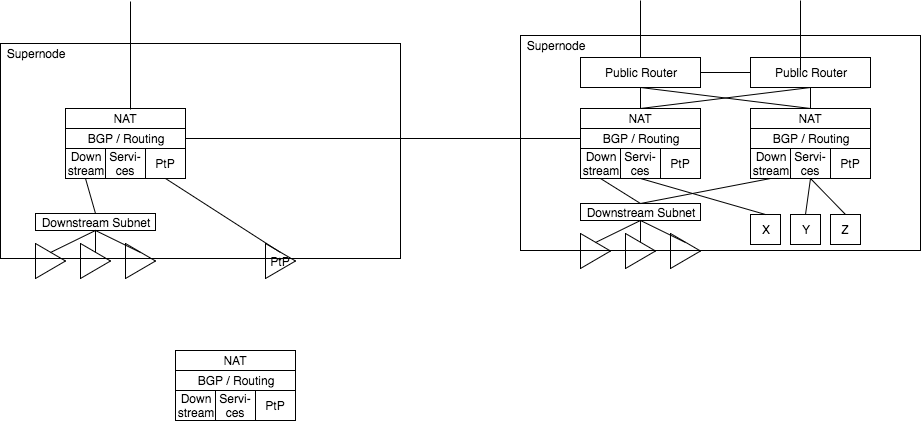 Supernode
NAT
BGP / Routing
Down
stream
Servi-
ces
PtP
Downstream Subnet
PtP
Supernode
Public Router
Public Router
NAT
BGP / Routing
Down
stream
Servi-
ces
PtP
NAT
BGP / Routing
Down
stream
Servi-
ces
PtP
Downstream Subnet
X
Y
Z
NAT
BGP / Routing
Down
stream
Servi-
ces
PtP